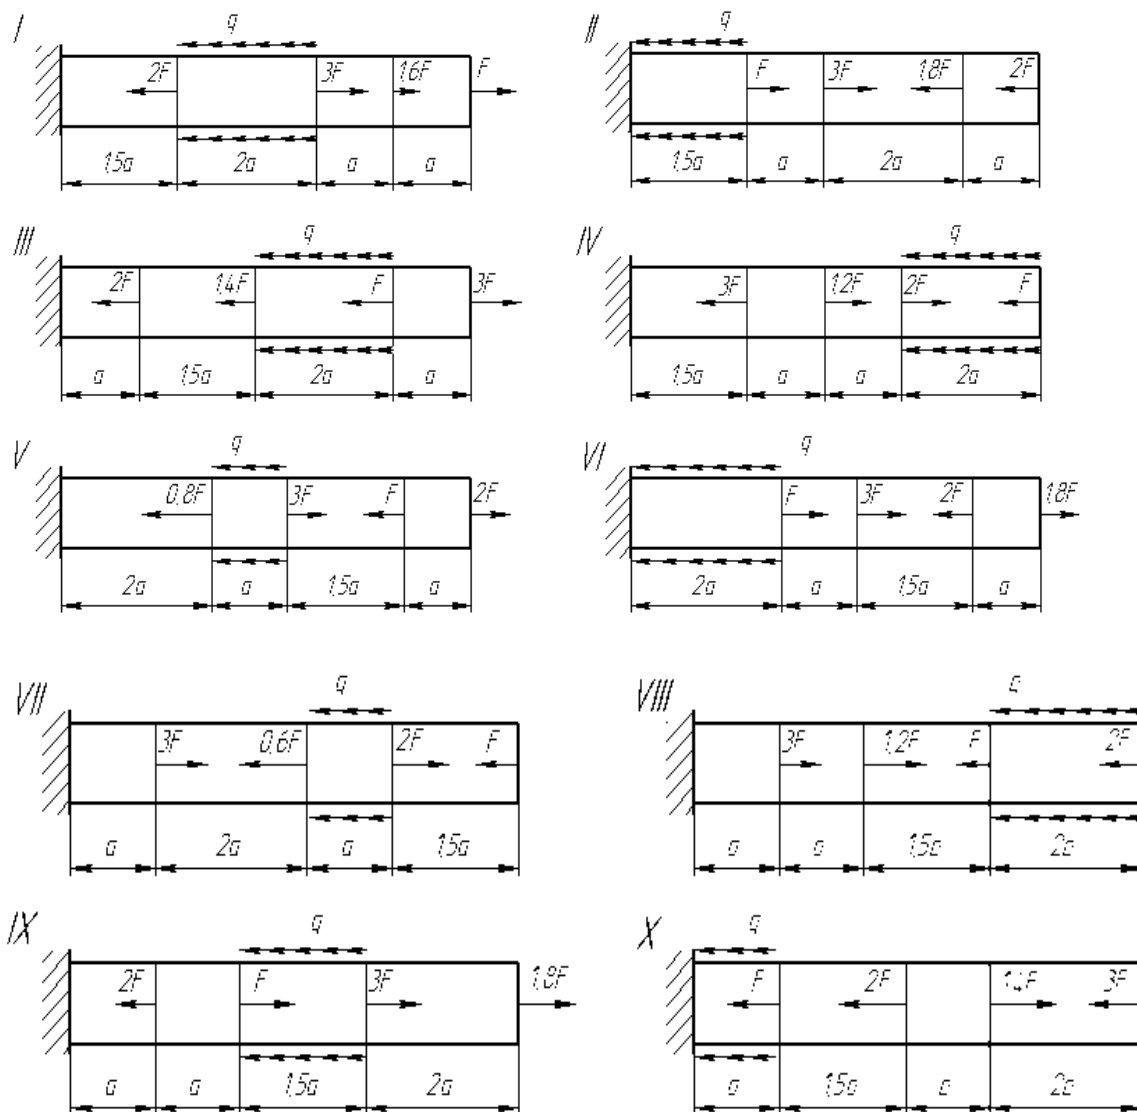 I
q
2F 3F 1,6F F
1,5a 2a a a
II
q
F 3F 1,8F 2F
1,5a a 2a a
III
q
2F 1,4F F 3F
a 1,5a 2a a
IV
q
3F 1,2F 2F F
1,5a a a 2a
V
q
0,8F 3F F 2F
2a a 1,5a a
VI
q
F 3F 2F 1,8F
2a a 1,5a a
VII
q
3F 0,6F 2F F
a 2a a 1,5a
VIII
q
3F 1,2F F 2F
a a 1,5a 2a
IX
q
2F F 3F 1,8F
a a 1,5a 2a
X
q
F 2F 1,4F 3F
a 1,5a a 2a